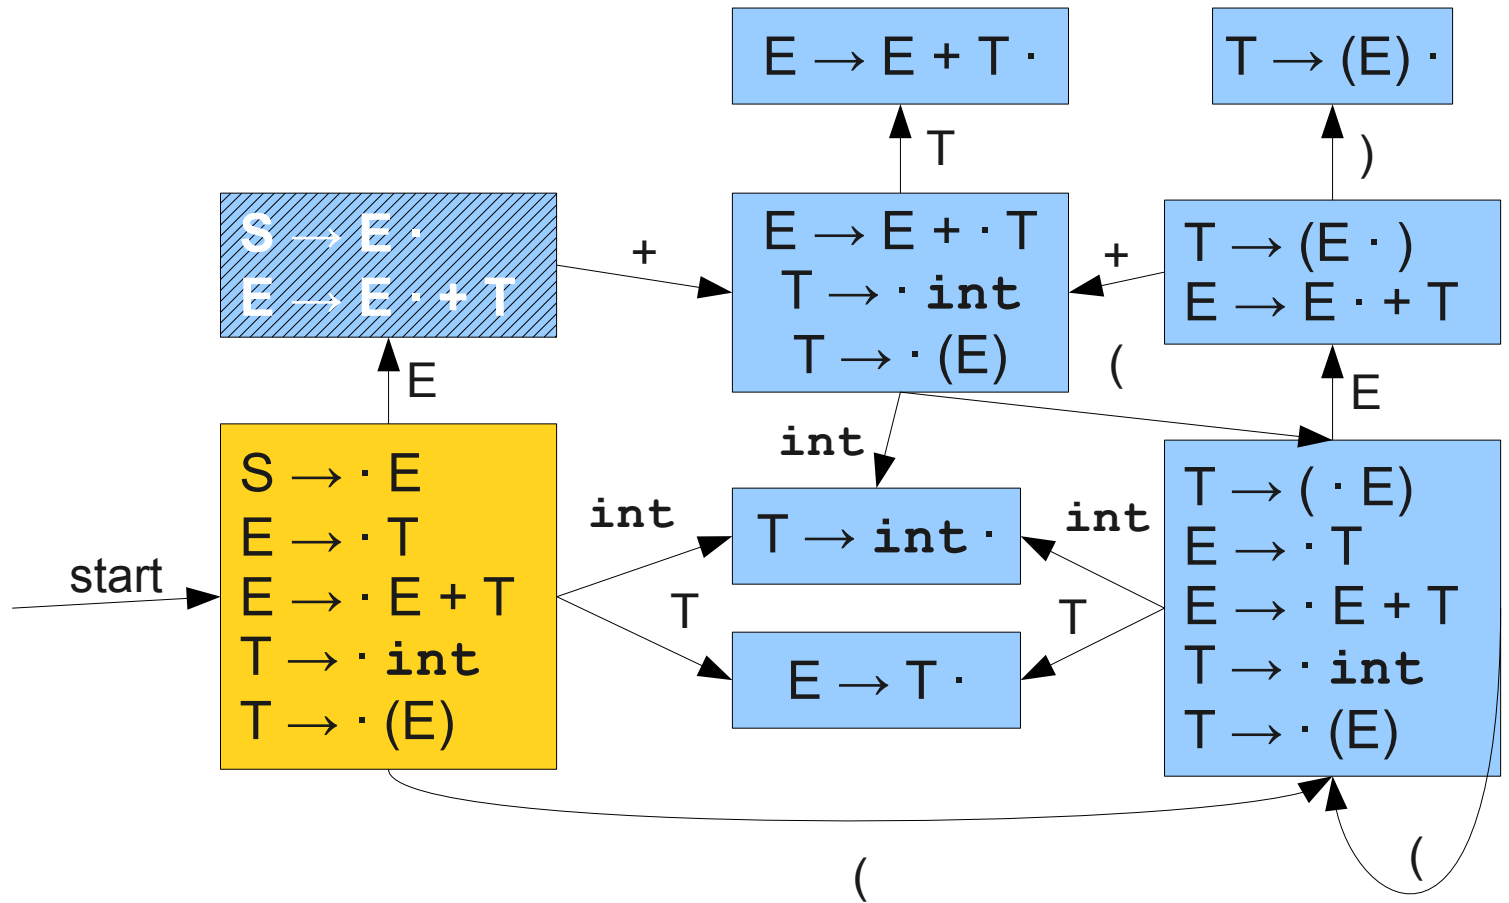 E → E + T ·
T → (E) ·
T
)
S → E ·
E → E · + T
+
E → E + · T
T → · int
T → · (E)
+
T → (E · )
E → E · + T
E
(
E
int
S → · E
E → · T
E → · E + T
T → · int
T → · (E)
start
int
T
T → int ·
E → T ·
int
T
T → ( · E)
E → · T
E → · E + T
T → · int
T → · (E)
(
(